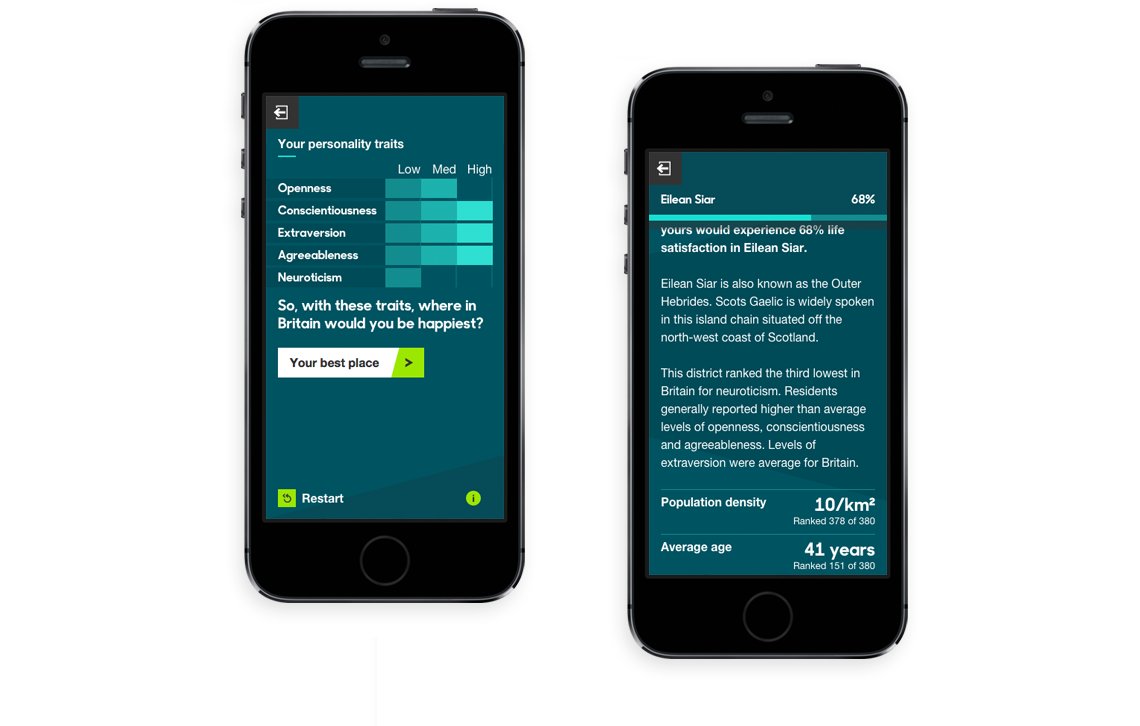 Your personality traits
Low Med High
Openness
Conscientiousness
Extraversion
Agreeableness
Neuroticism
So, with these traits, where in
Britain would you be happiest?
Your best place >
Restart i
Eilean Siar 68%
yours would experience 68% life
satisfaction in Eilean Siar.
Eilean Siar is also known as the Outer
Hebrides. Scots Gaelic is widely spoken
in this island chain situated off the
north-west coast of Scotland.
This district ranked the third lowest in
Britain for neuroticism. Residents
generally reported higher than average
levels of openness, conscientiousness
and agreeableness. Levels of
extraversion were average for Britain.
Population density 10/km²
Ranked 378 of 380
Average age 41 years
Ranked 151 of 380